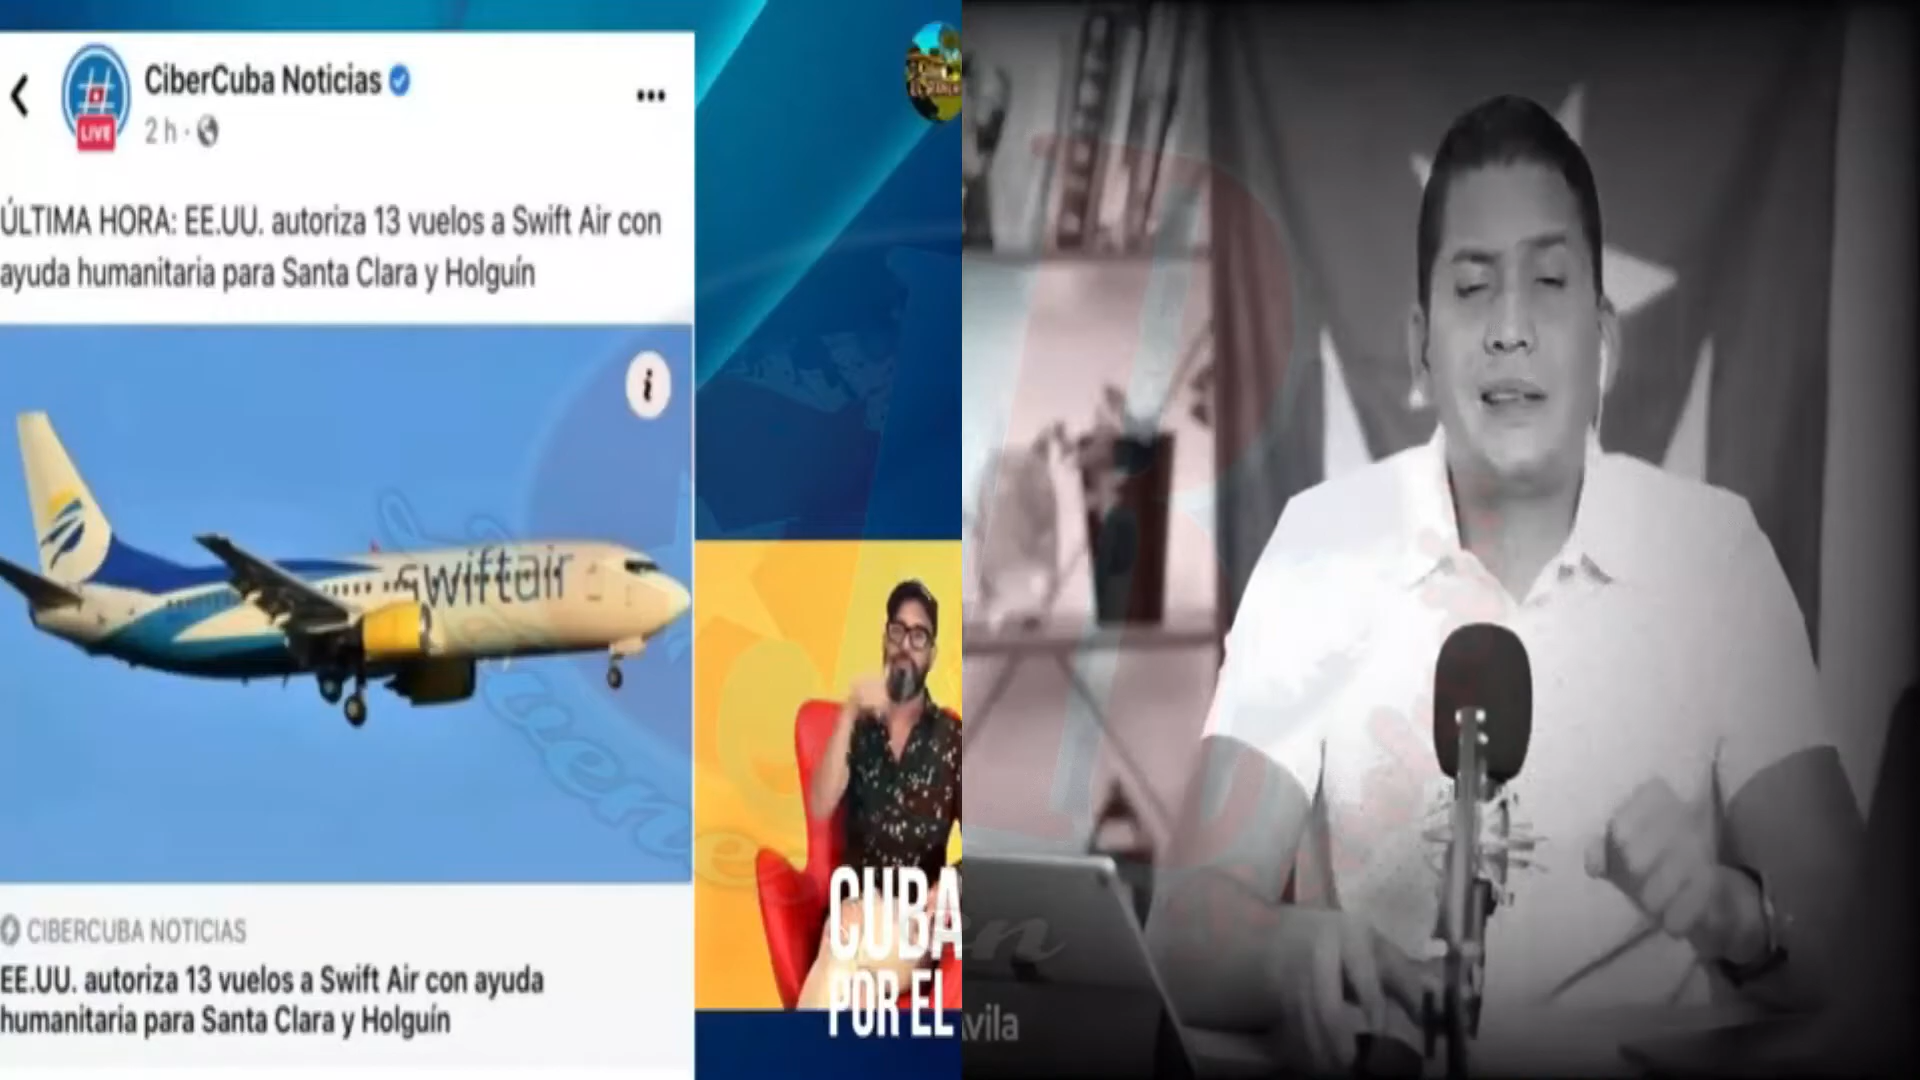 CiberCuba Noticias
LIVE
2 h ·
ÚLTIMA HORA: EE.UU. autoriza 13 vuelos a Swift Air con
ayuda humanitaria para Santa Clara y Holguín
swiftair
CIBERCUBA NOTICIAS
EE.UU. autoriza 13 vuelos a Swift Air con ayuda
humanitaria para Santa Clara y Holguín
CUBA
POR EL
vila